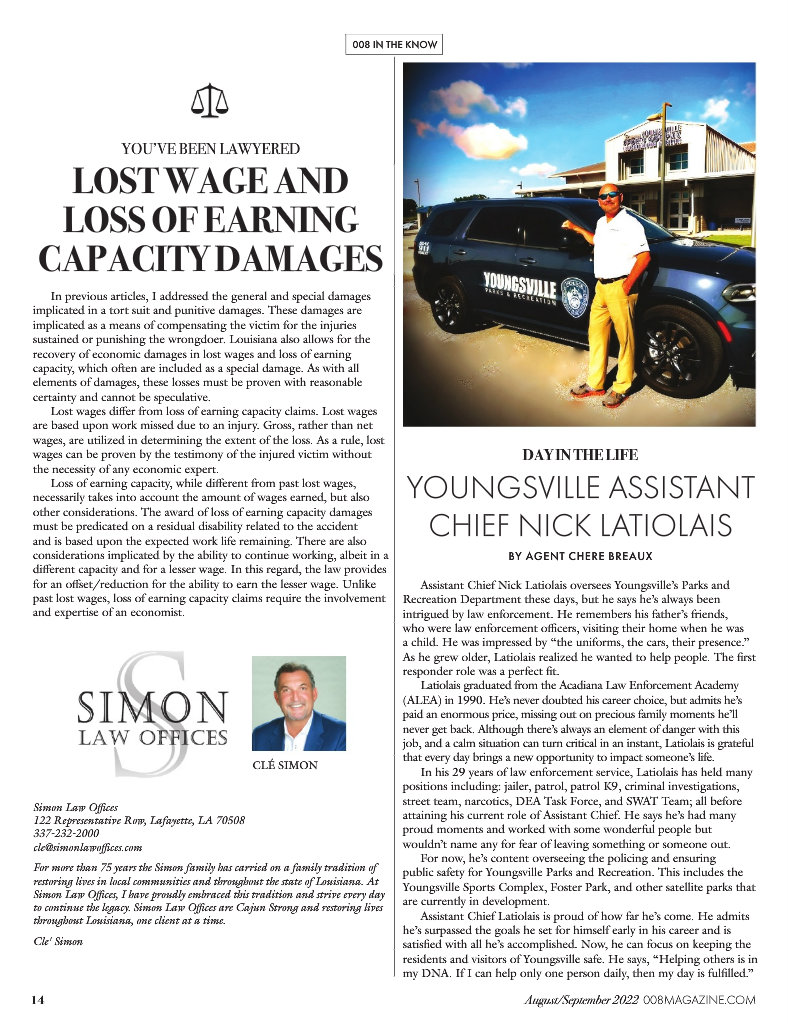 008 IN THE KNOW
YOU'VE BEEN LAWYERED
LOST WAGE AND
LOSS OF EARNING
CAPACITY DAMAGES
In previous articles, I addressed the general and special damages
implicated in a tort suit and punitive damages. These damages are
implicated as a means of compensating the victim for the injuries
sustained or punishing the wrongdoer. Louisiana also allows for the
recovery of economic damages in lost wages and loss of earning
capacity, which often are included as a special damage. As with all
elements of damages, these losses must be proven with reasonable
certainty and cannot be speculative.
Lost wages differ from loss of earning capacity claims. Lost wages
are based upon work missed due to an injury. Gross, rather than net
wages, are utilized in determining the extent of the loss. As a rule, lost
wages can be proven by the testimony of the injured victim without
the necessity of any economic expert.
Loss of earning capacity, while different from past lost wages,
necessarily takes into account the amount of wages earned, but also
other considerations. The award of loss of earning capacity damages
must be predicated on a residual disability related to the accident
and is based upon the expected work life remaining. There are also
considerations implicated by the ability to continue working, albeit in a
different capacity and for a lesser wage. In this regard, the law provides
for an offset/reduction for the ability to earn the lesser wage. Unlike
past lost wages, loss of earning capacity claims require the involvement
and expertise of an economist.
S
SIMON
LAW OFFICES
CLÉ SIMON
Simon Law Offices
122 Representative Row, Lafayette, LA 70508
337-232-2000
cle@simonlawoffices.com
For more than 75 years the Simon family has carried on a family tradition of
restoring lives in local communities and throughout the state of Louisiana. At
Simon Law Offices, I have proudly embraced this tradition and strive every day
to continue the legacy. Simon Law Offices are Cajun Strong and restoring lives
throughout Louisiana, one client at a time.
Cle' Simon
YOUNGSVILLE
PARKS & RECREATION
DAY IN THE LIFE
YOUNGSVILLE ASSISTANT
CHIEF NICK LATIOLAIS
BY AGENT CHERE BREAUX
Assistant Chief Nick Latiolais oversees Youngsville's Parks and
Recreation Department these days, but he says he's always been
intrigued by law enforcement. He remembers his father's friends,
who were law enforcement officers, visiting their home when he was
a child. He was impressed by "the uniforms, the cars, their presence."
As he grew older, Latiolais realized he wanted to help people. The first
responder role was a perfect fit.
Latiolais graduated from the Acadiana Law Enforcement Academy
(ALEA) in 1990. He's never doubted his career choice, but admits he's
paid an enormous price, missing out on precious family moments he'll
never get back. Although there's always an element of danger with this
job, and a calm situation can turn critical in an instant, Latiolais is grateful
that every day brings a new opportunity to impact someone's life.
In his 29 years of law enforcement service, Latiolais has held many
positions including: jailer, patrol, patrol K9, criminal investigations,
street team, narcotics, DEA Task Force, and SWAT Team; all before
attaining his current role of Assistant Chief. He says he's had many
proud moments and worked with some wonderful people but
wouldn't name any for fear of leaving something or someone out.
For now, he's content overseeing the policing and ensuring
public safety for Youngsville Parks and Recreation. This includes the
Youngsville Sports Complex, Foster Park, and other satellite parks that
are currently in development.
Assistant Chief Latiolais is proud of how far he's come. He admits
he's surpassed the goals he set for himself early in his career and is
satisfied with all he's accomplished. Now, he can focus on keeping the
residents and visitors of Youngsville safe. He says, "Helping others is in
my DNA. If I can help only one person daily, then my day is fulfilled."
14
August/September 2022 008MAGAZINE.COM